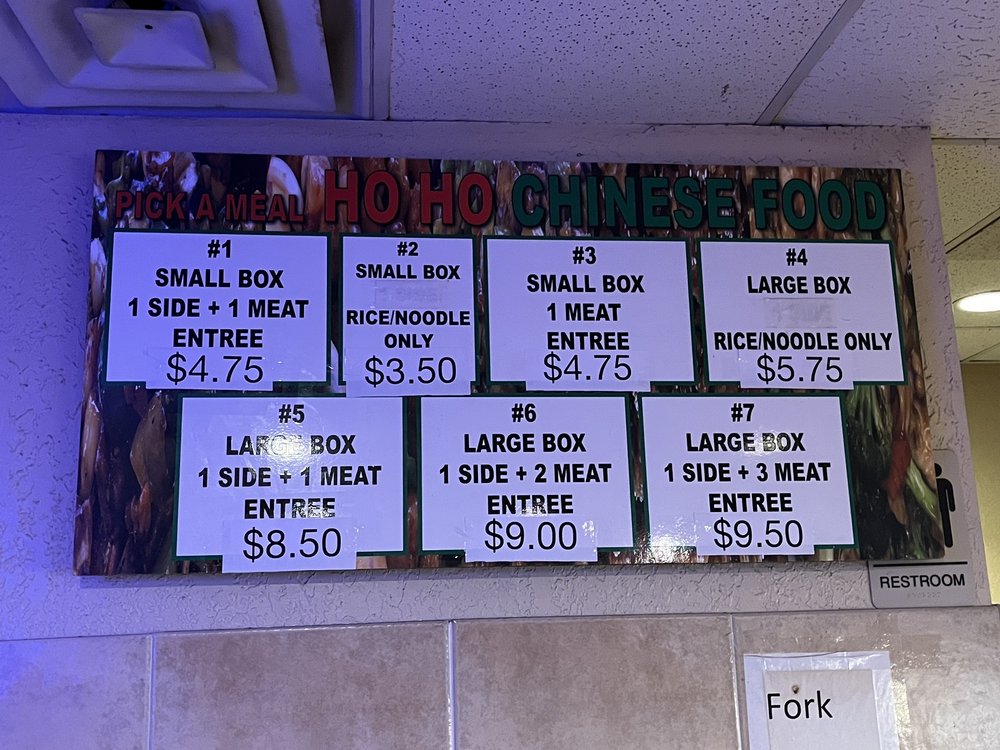 PICK A MEAL HO HO CHINESE FOOD
#1
SMALL BOX
1 SIDE + 1 MEAT
ENTREE
$4.75
#2
SMALL BOX
RICE/NOODLE
ONLY
$3.50
#3
SMALL BOX
1 MEAT
ENTREE
$4.75
#4
LARGE BOX
RICE/NOODLE ONLY
$5.75
#5
LARGE BOX
1 SIDE + 1 MEAT
ENTREE
$8.50
#6
LARGE BOX
1 SIDE + 2 MEAT
ENTREE
$9.00
#7
LARGE BOX
1 SIDE + 3 MEAT
ENTREE
$9.50
RESTROOM
Fork